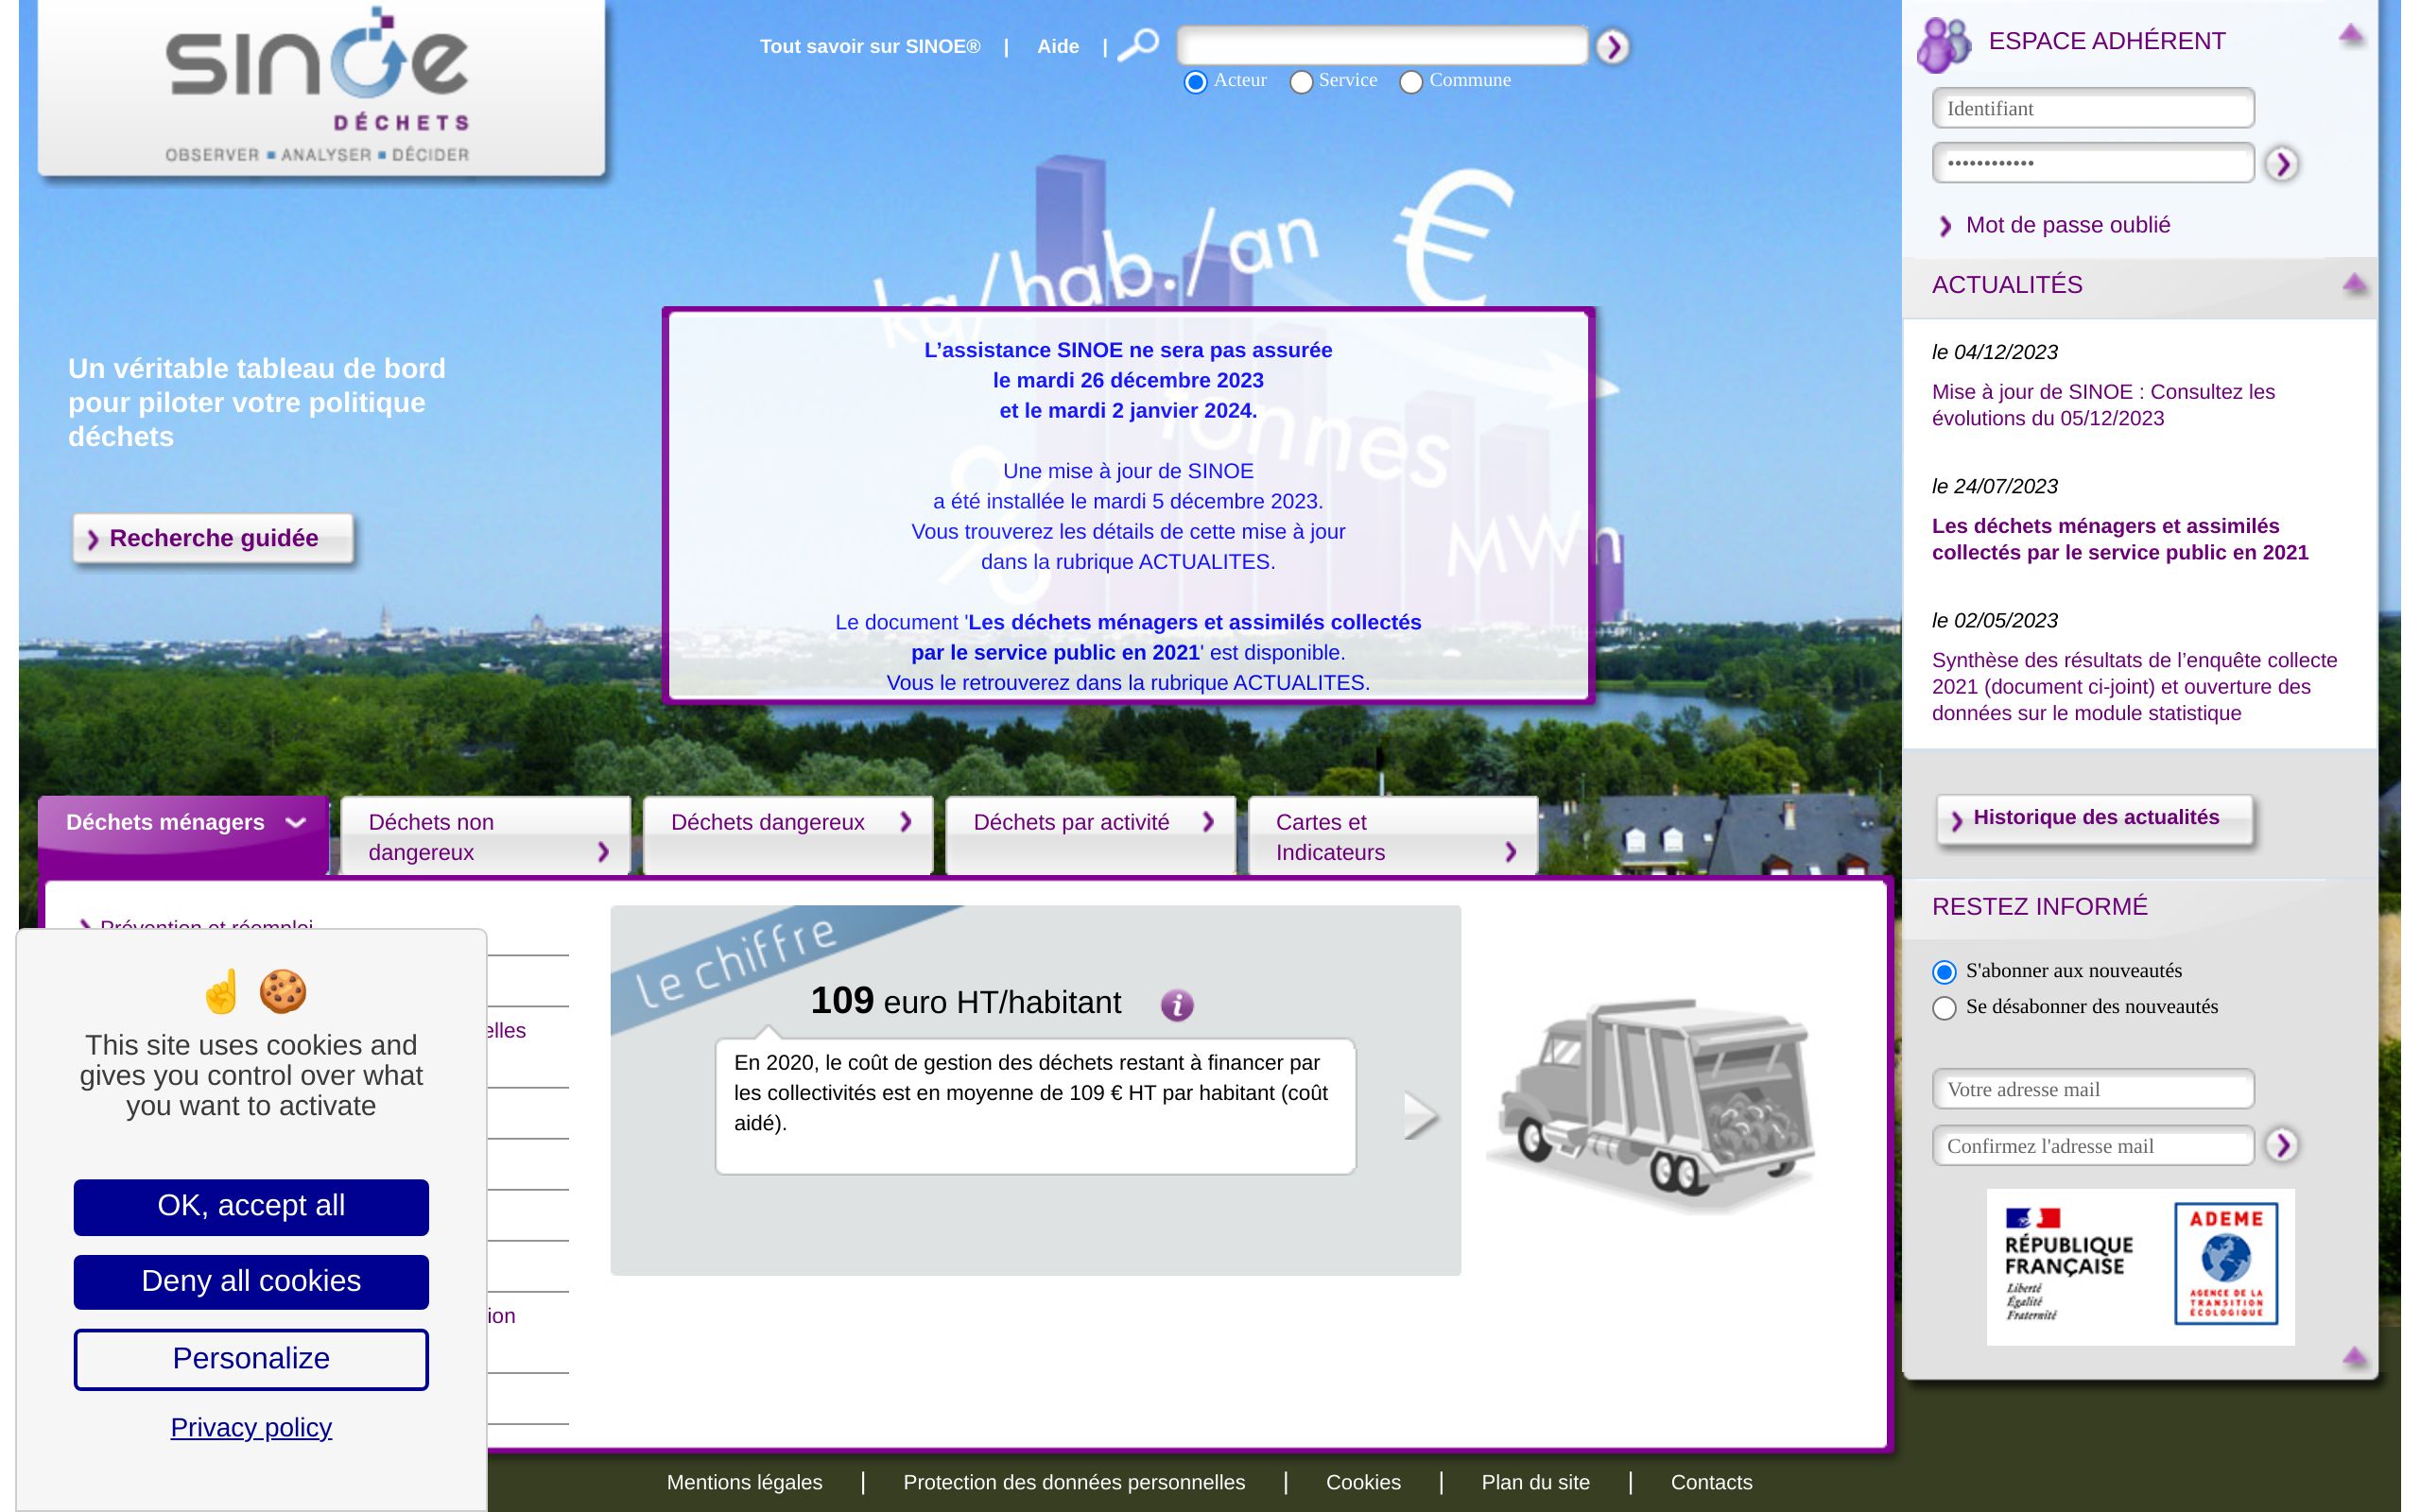 sinoe
DÉCHETS
OBSERVER ▪ ANALYSER ▪ DÉCIDER
Tout savoir sur SINOE® | Aide |
Acteur Service Commune
kg/hab./an €
tonnes
%
MWh
Un véritable tableau de bord
pour piloter votre politique
déchets
Recherche guidée
L’assistance SINOE ne sera pas assurée
le mardi 26 décembre 2023
et le mardi 2 janvier 2024.
Une mise à jour de SINOE
a été installée le mardi 5 décembre 2023.
Vous trouverez les détails de cette mise à jour
dans la rubrique ACTUALITES.
Le document 'Les déchets ménagers et assimilés collectés
par le service public en 2021' est disponible.
Vous le retrouverez dans la rubrique ACTUALITES.
ESPACE ADHÉRENT
Identifiant
••••••••••••
Mot de passe oublié
ACTUALITÉS
le 04/12/2023
Mise à jour de SINOE : Consultez les
évolutions du 05/12/2023
le 24/07/2023
Les déchets ménagers et assimilés
collectés par le service public en 2021
le 02/05/2023
Synthèse des résultats de l’enquête collecte
2021 (document ci-joint) et ouverture des
données sur le module statistique
Historique des actualités
RESTEZ INFORMÉ
S'abonner aux nouveautés
Se désabonner des nouveautés
Votre adresse mail
Confirmez l'adresse mail
RÉPUBLIQUE
FRANÇAISE
Liberté
Égalité
Fraternité
ADEME
AGENCE DE LA
TRANSITION
ÉCOLOGIQUE
Déchets ménagers
Déchets non
dangereux
Déchets dangereux
Déchets par activité
Cartes et
Indicateurs
Prévention et réemploi
elles
ion
le chiffre
109 euro HT/habitant
En 2020, le coût de gestion des déchets restant à financer par
les collectivités est en moyenne de 109 € HT par habitant (coût
aidé).
This site uses cookies and
gives you control over what
you want to activate
OK, accept all
Deny all cookies
Personalize
Privacy policy
Mentions légales | Protection des données personnelles | Cookies | Plan du site | Contacts